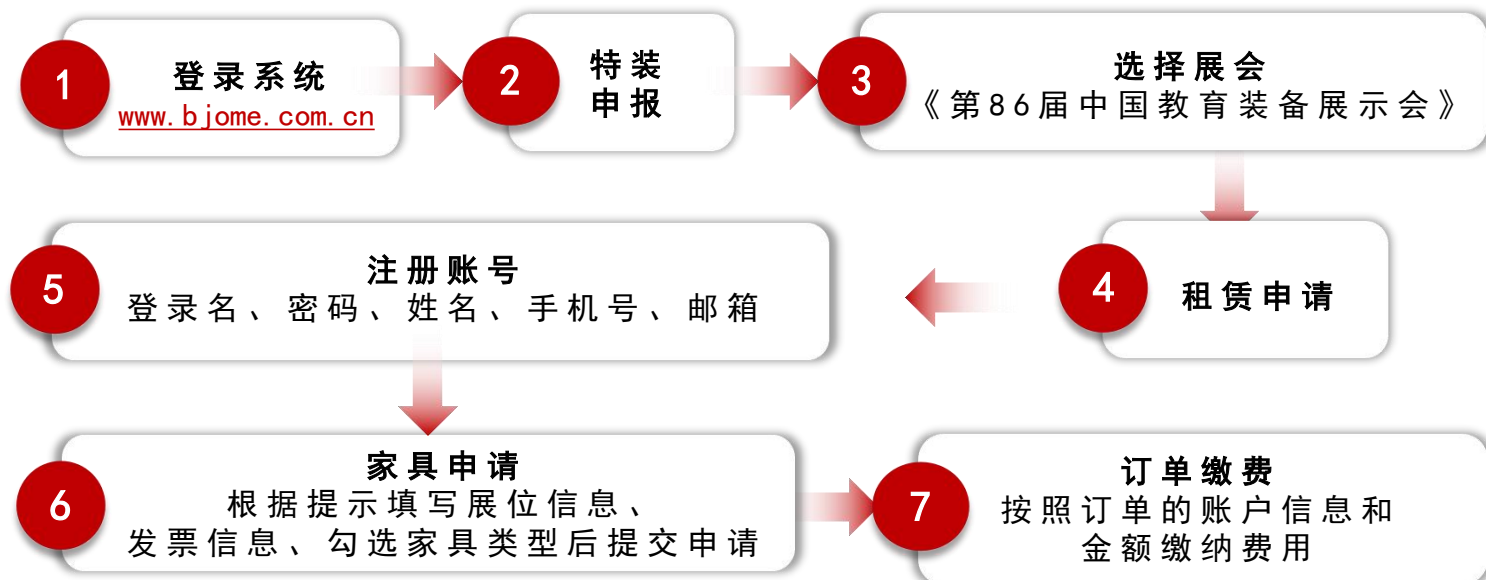 1
登录系统
www.bjome.com.cn
2
特装
申报
3
选择展会
《第86届中国教育装备展示会》
4
租赁申请
5
注册账号
登录名、密码、姓名、手机号、邮箱
6
家具申请
根据提示填写展位信息、
发票信息、勾选家具类型后提交申请
7
订单缴费
按照订单的账户信息和
金额缴纳费用